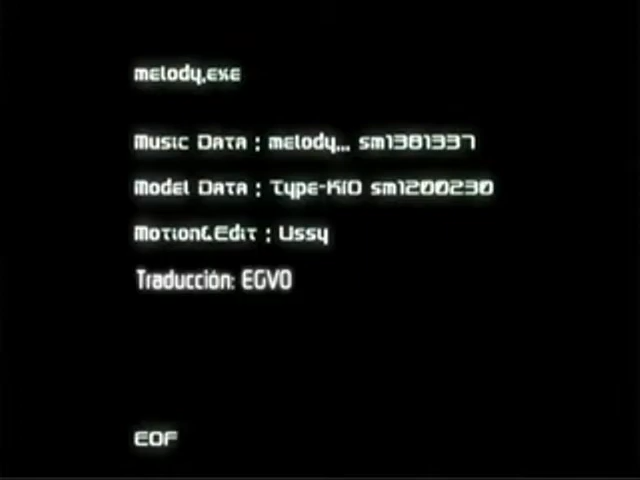 melody.exe
Music Data : melody... sm1381337
Model Data : Type-KIO sm1200230
Motion&Edit : Ussy
Traducción: EGVO
EOF